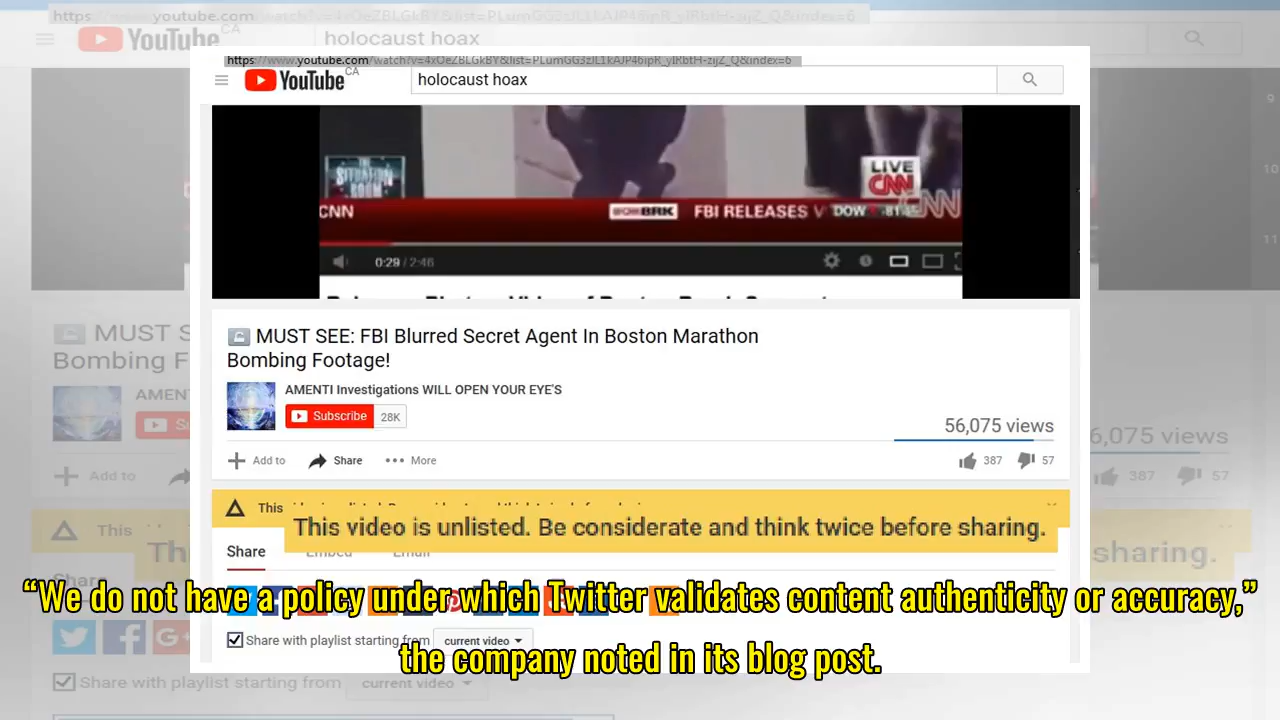 https://www.youtube.com/watch?v=4xOeZBLGkBY&list=PLumGG3zJL1kAJP46ipR_yIRbtH-zijZ_Q&index=6
YouTube CA
holocaust hoax
THE SITUATION ROOM
LIVE
CNN
CNN
CNN
BRK
FBI RELEASES V
DOW
0:29 / 2:46
MUST SEE: FBI Blurred Secret Agent In Boston Marathon
Bombing Footage!
AMENTI Investigations WILL OPEN YOUR EYE'S
Subscribe 28K
56,075 views
Add to Share More 387 57
This
This video is unlisted. Be considerate and think twice before sharing.
Share Embed Email
“We do not have a policy under which Twitter validates content authenticity or accuracy,”
Share with playlist starting from current video
the company noted in its blog post.